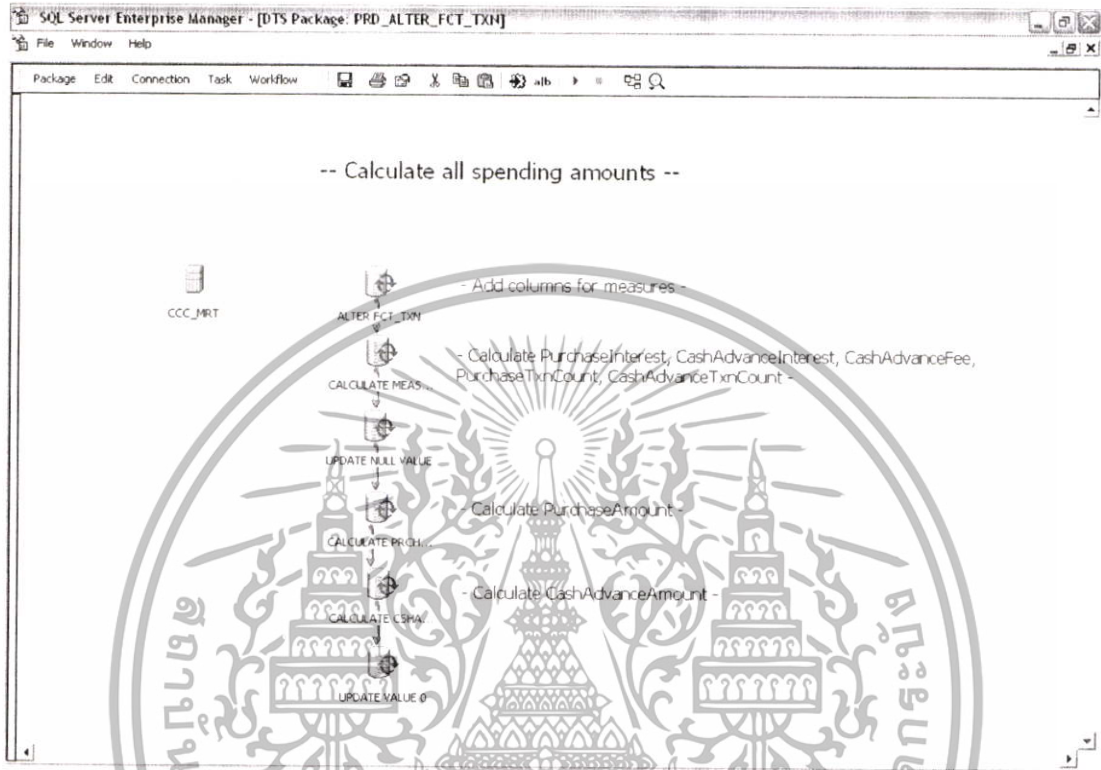 SQL Server Enterprise Manager - [DTS Package: PRD_ALTER_FCT_TXN]
File Window Help
Package Edit Connection Task Workflow
-- Calculate all spending amounts --
CCC_MRT
- Add columns for measures -
ALTER FCT_TXN
- Calculate PurchaseInterest, CashAdvanceInterest, CashAdvanceFee,
PurchaseTxnCount, CashAdvanceTxnCount -
CALCULATE MEAS...
UPDATE NULL VALUE
- Calculate PurchaseAmount -
CALCULATE PRCH...
- Calculate CashAdvanceAmount -
CALCULATE CSHA...
UPDATE VALUE 0